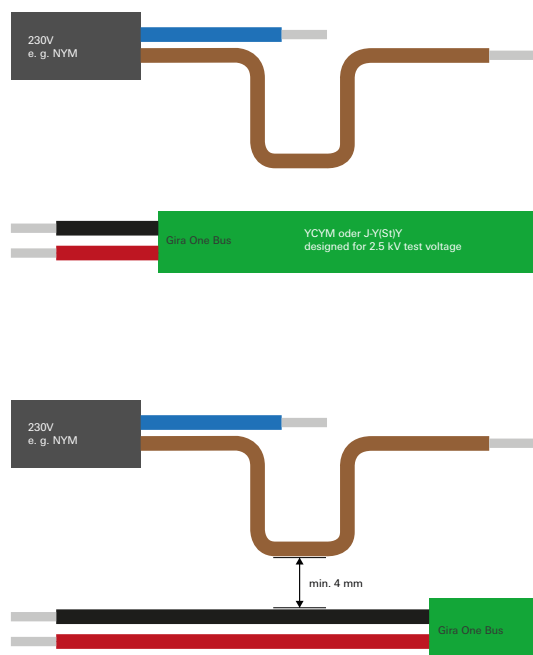 230V
e. g. NYM
Gira One Bus
YCYM oder J-Y(St)Y
designed for 2.5 kV test voltage
230V
e. g. NYM
min. 4 mm
Gira One Bus